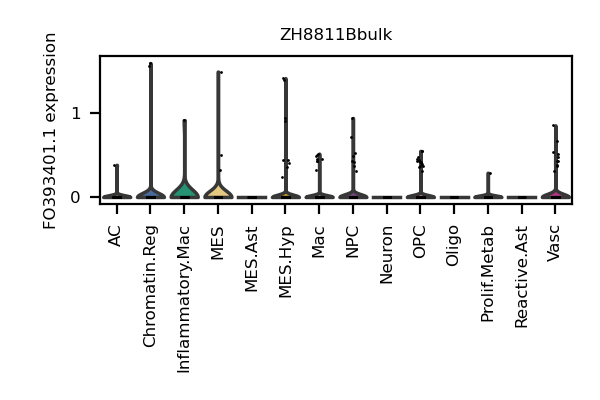 ZH8811Bbulk
FO393401.1 expression
1
0
AC
Chromatin.Reg
Inflammatory.Mac
MES
MES.Ast
MES.Hyp
Mac
NPC
Neuron
OPC
Oligo
Prolif.Metab
Reactive.Ast
Vasc